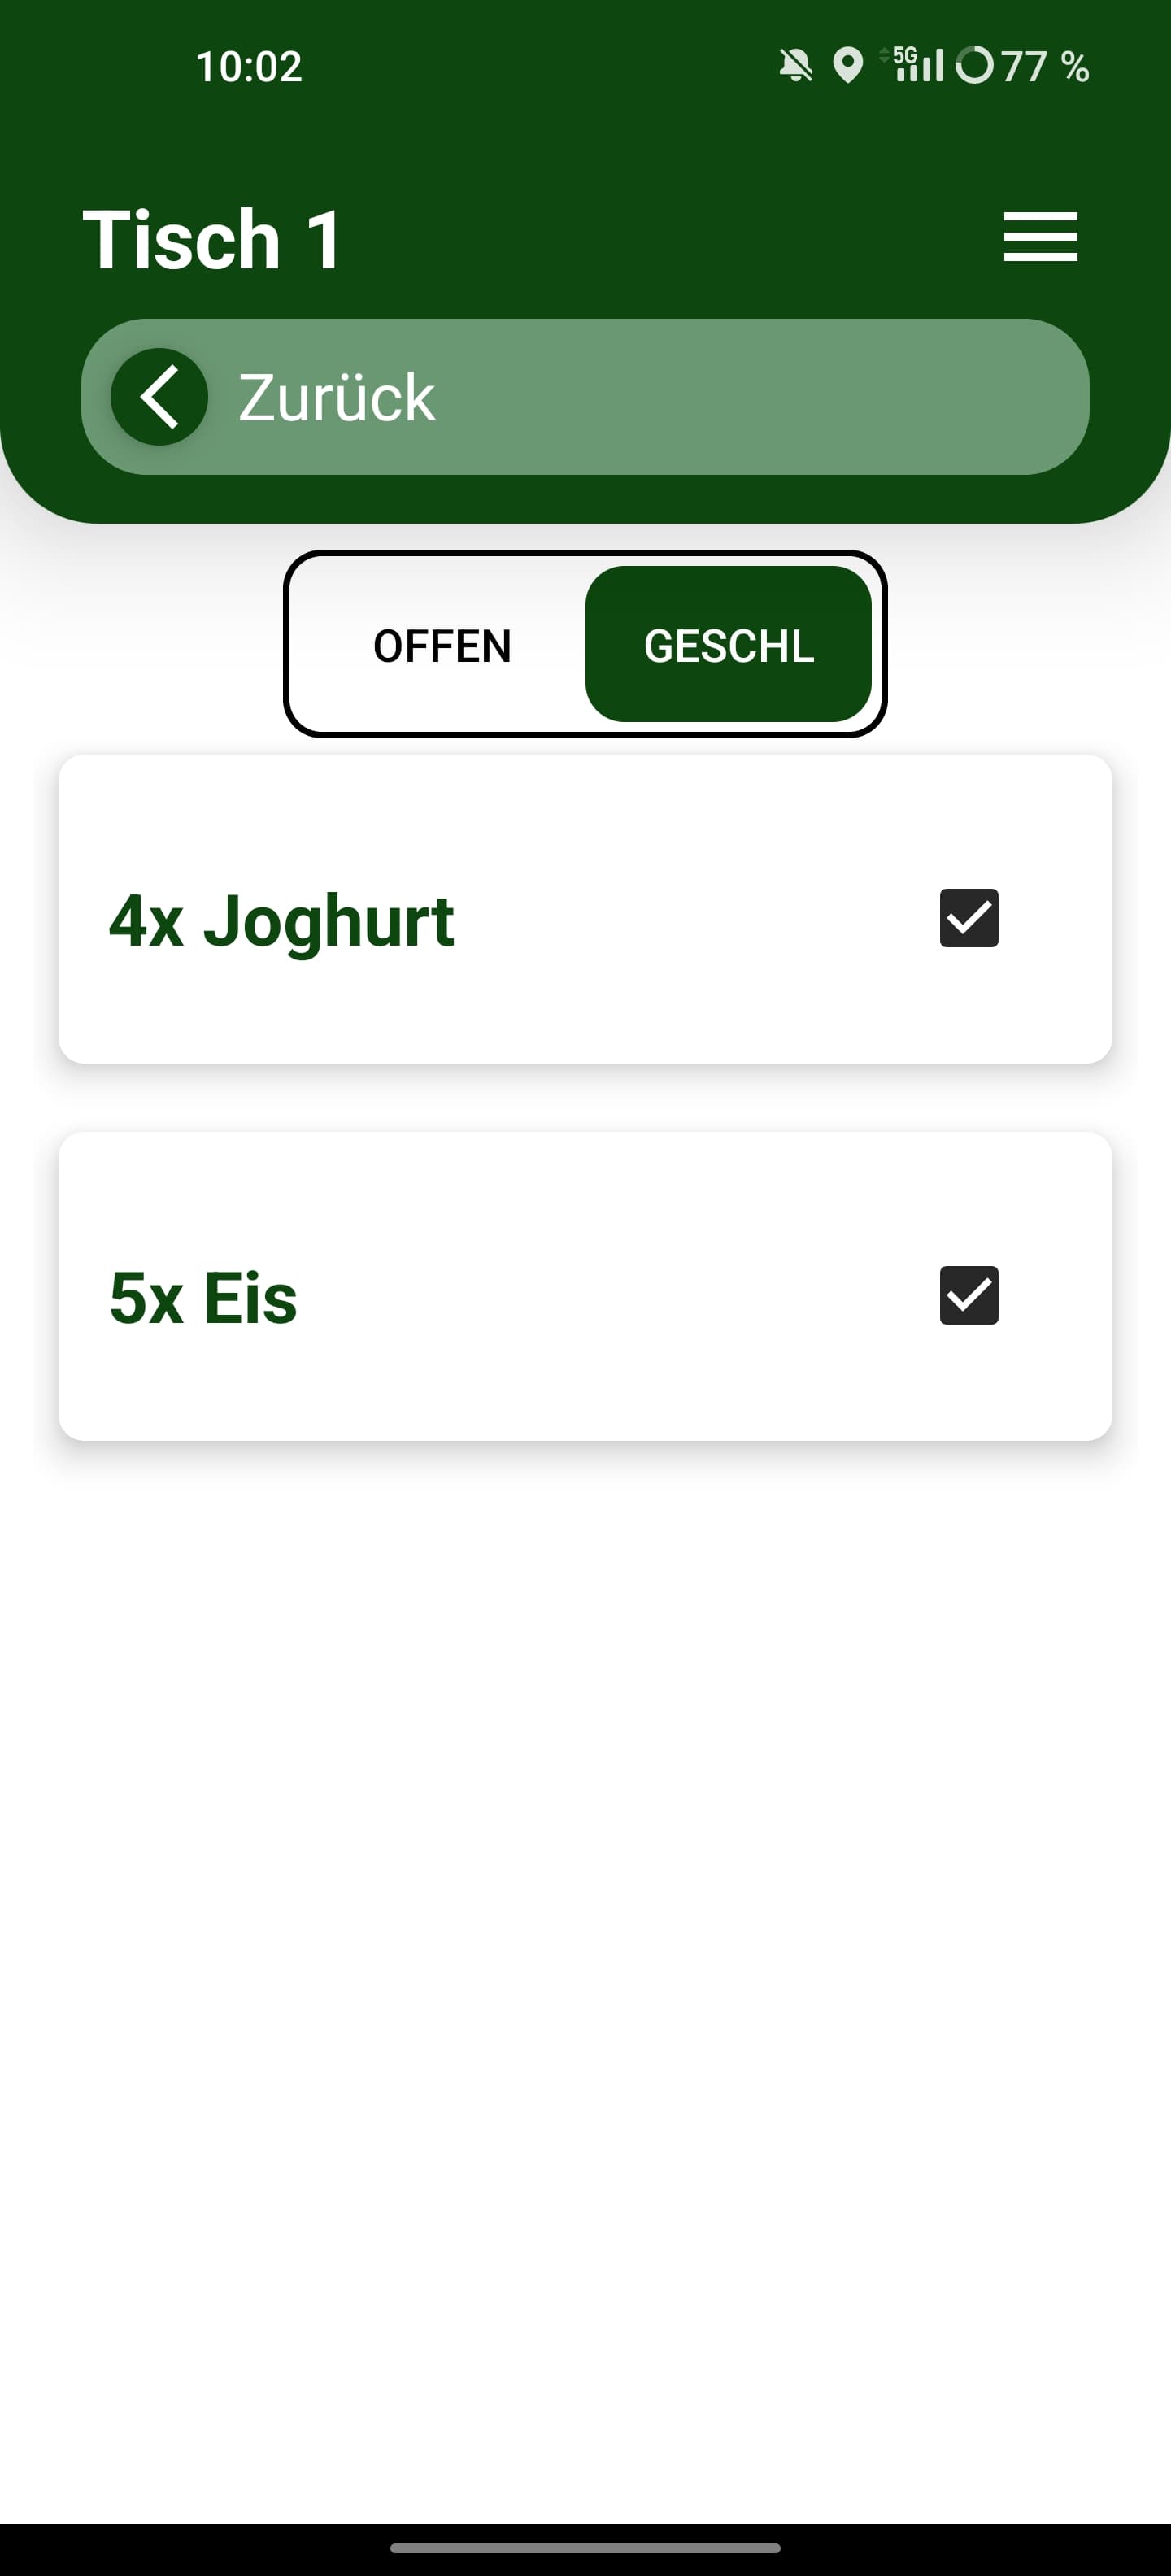 10:02
5G 77 %
Tisch 1
Zurück
OFFEN GESCHL
4x Joghurt
5x Eis